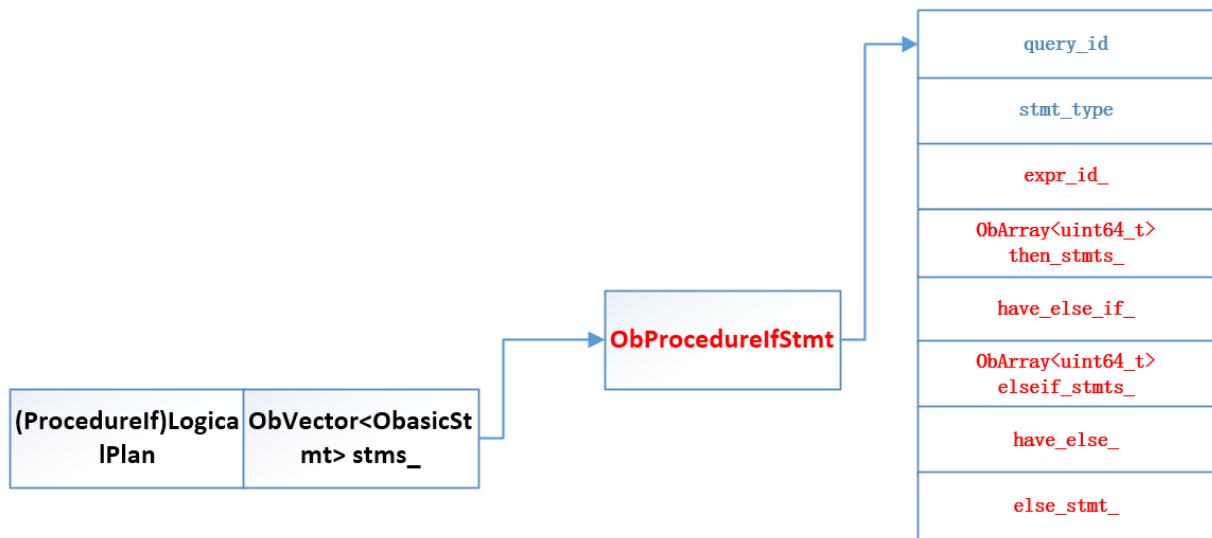 query_id
stmt_type
expr_id_
ObArray<uint64_t>
then_stmts_
have_else_if_
ObArray<uint64_t>
elseif_stmts_
have_else_
else_stmt_
ObProcedureIfStmt
(ProcedureIf)Logica
lPlan
ObVector<ObasicSt
mt> stms_